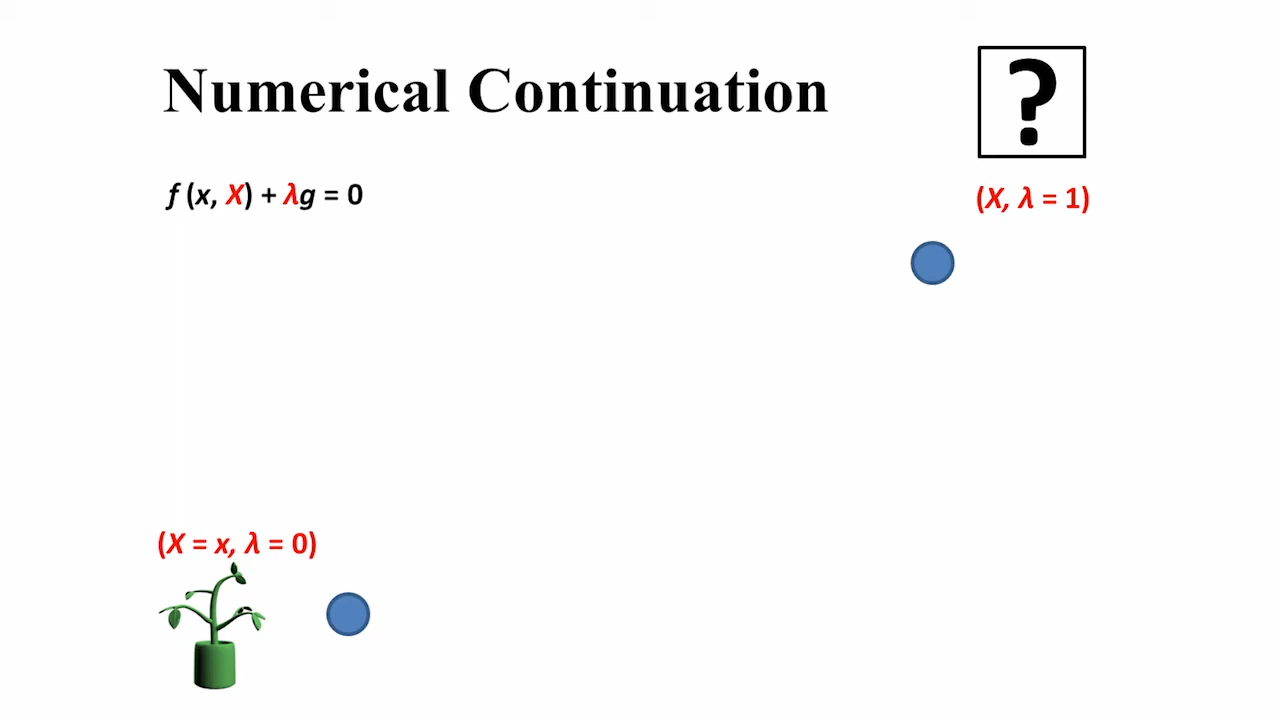 Numerical Continuation
?
f (x, X) + λg = 0
(X, λ = 1)
(X = x, λ = 0)